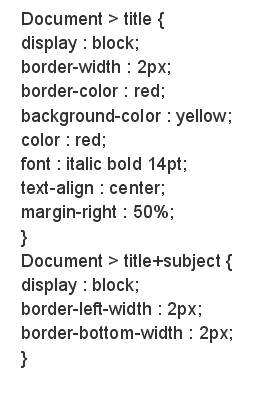 Document > title {
display : block;
border-width : 2px;
border-color : red;
background-color : yellow;
color : red;
font : italic bold 14pt;
text-align : center;
margin-right : 50%;
}
Document > title+subject {
display : block;
border-left-width : 2px;
border-bottom-width : 2px;
}